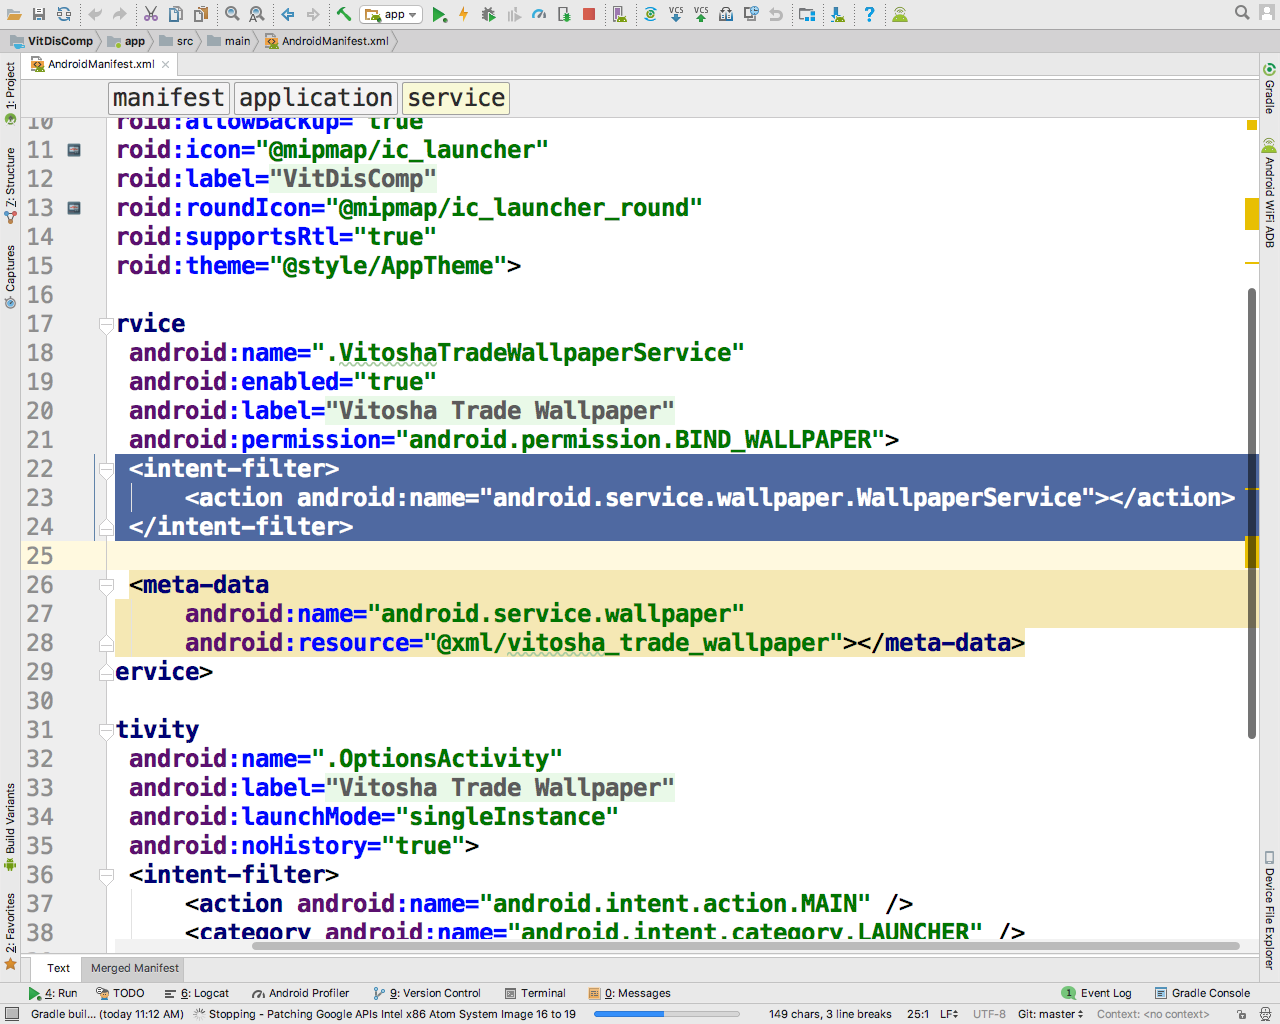 app
VCS VCS
VitDisComp app src main AndroidManifest.xml
AndroidManifest.xml
manifest application service
10 roid:allowBackup="true"
11 roid:icon="@mipmap/ic_launcher"
12 roid:label="VitDisComp"
13 roid:roundIcon="@mipmap/ic_launcher_round"
14 roid:supportsRtl="true"
15 roid:theme="@style/AppTheme">
16
17 rvice
18 android:name=".VitoshaTradeWallpaperService"
19 android:enabled="true"
20 android:label="Vitosha Trade Wallpaper"
21 android:permission="android.permission.BIND_WALLPAPER">
22 <intent-filter>
23 <action android:name="android.service.wallpaper.WallpaperService"></action>
24 </intent-filter>
25
26 <meta-data
27 android:name="android.service.wallpaper"
28 android:resource="@xml/vitosha_trade_wallpaper"></meta-data>
29 ervice>
30
31 tivity
32 android:name=".OptionsActivity"
33 android:label="Vitosha Trade Wallpaper"
34 android:launchMode="singleInstance"
35 android:noHistory="true">
36 <intent-filter>
37 <action android:name="android.intent.action.MAIN" />
38 <category android:name="android.intent.category.LAUNCHER" />
1: Project
Z: Structure
Captures
Build Variants
2: Favorites
Gradle
Android WiFi ADB
Device File Explorer
Text Merged Manifest
4: Run TODO 6: Logcat Android Profiler 9: Version Control Terminal 0: Messages 1 Event Log Gradle Console
Gradle buil... (today 11:12 AM) Stopping - Patching Google APIs Intel x86 Atom System Image 16 to 19 149 chars, 3 line breaks 25:1 LF UTF-8 Git: master Context: <no context>